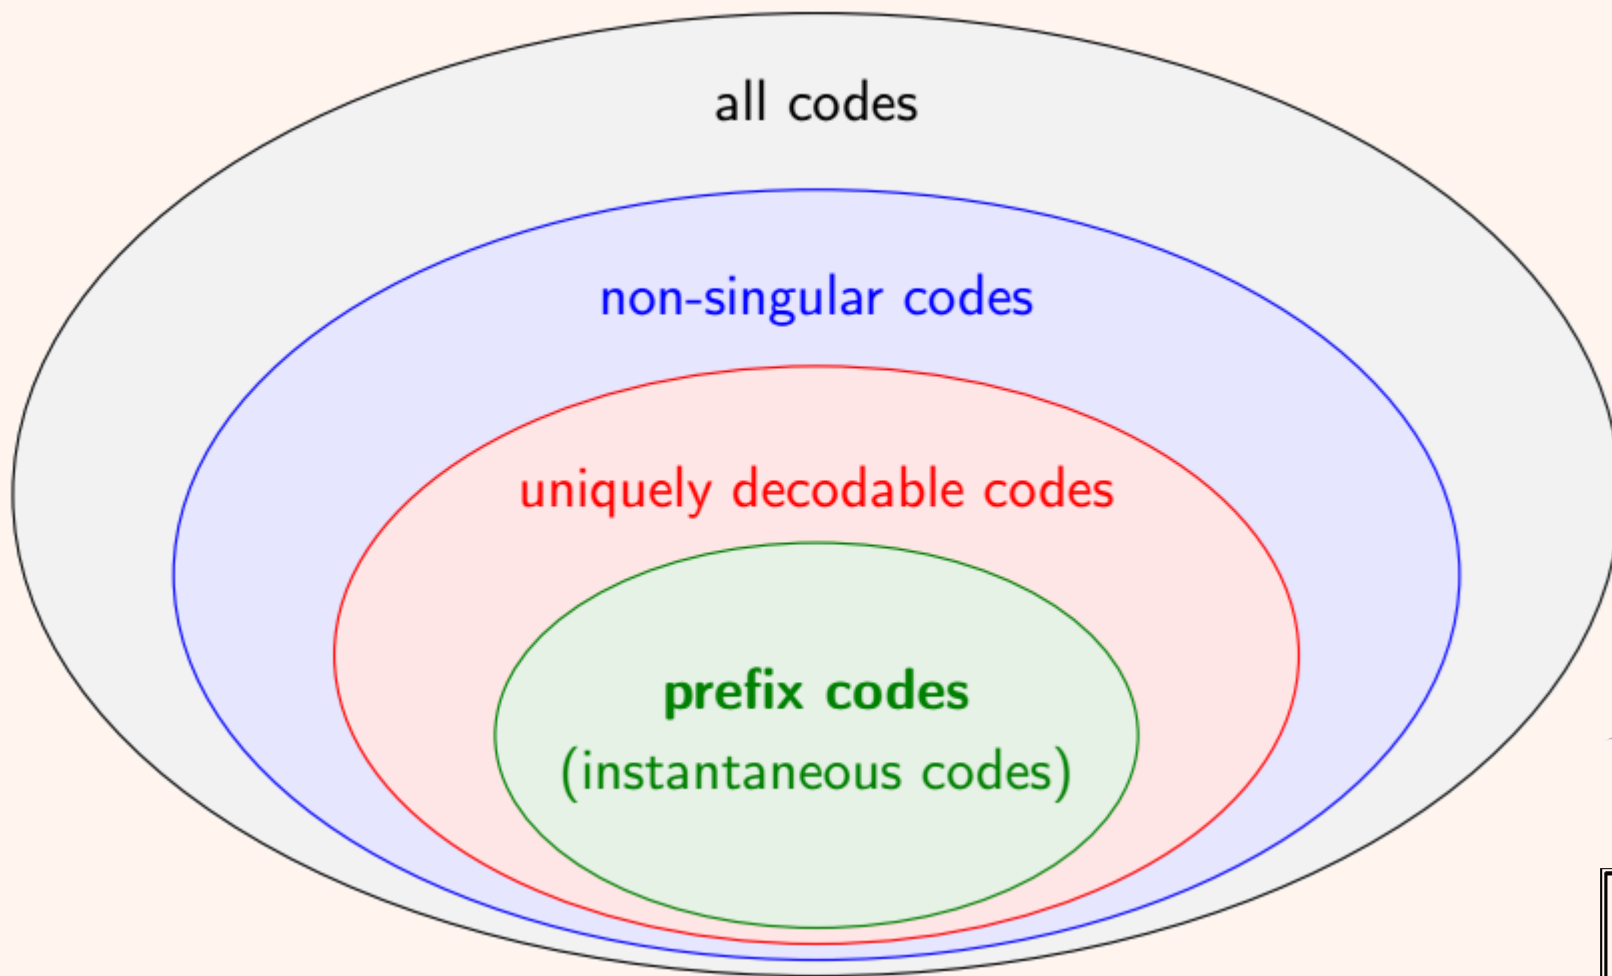 all codes
non-singular codes
uniquely decodable codes
prefix codes
(instantaneous codes)